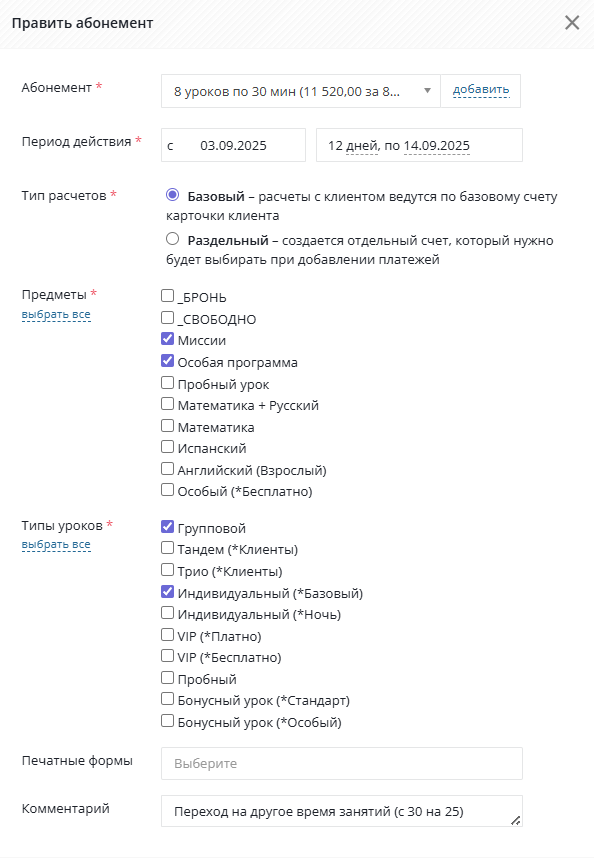 Править абонемент
Абонемент *
8 уроков по 30 мин (11 520,00 за 8...
добавить
Период действия *
с 03.09.2025
12 дней, по 14.09.2025
Тип расчетов *
Базовый – расчеты с клиентом ведутся по базовому счету
карточки клиента
Раздельный – создается отдельный счет, который нужно
будет выбирать при добавлении платежей
Предметы *
выбрать все
_БРОНЬ
_СВОБОДНО
Миссии
Особая программа
Пробный урок
Математика + Русский
Математика
Испанский
Английский (Взрослый)
Особый (*Бесплатно)
Типы уроков *
выбрать все
Групповой
Тандем (*Клиенты)
Трио (*Клиенты)
Индивидуальный (*Базовый)
Индивидуальный (*Ночь)
VIP (*Платно)
VIP (*Бесплатно)
Пробный
Бонусный урок (*Стандарт)
Бонусный урок (*Особый)
Печатные формы
Выберите
Комментарий
Переход на другое время занятий (с 30 на 25)